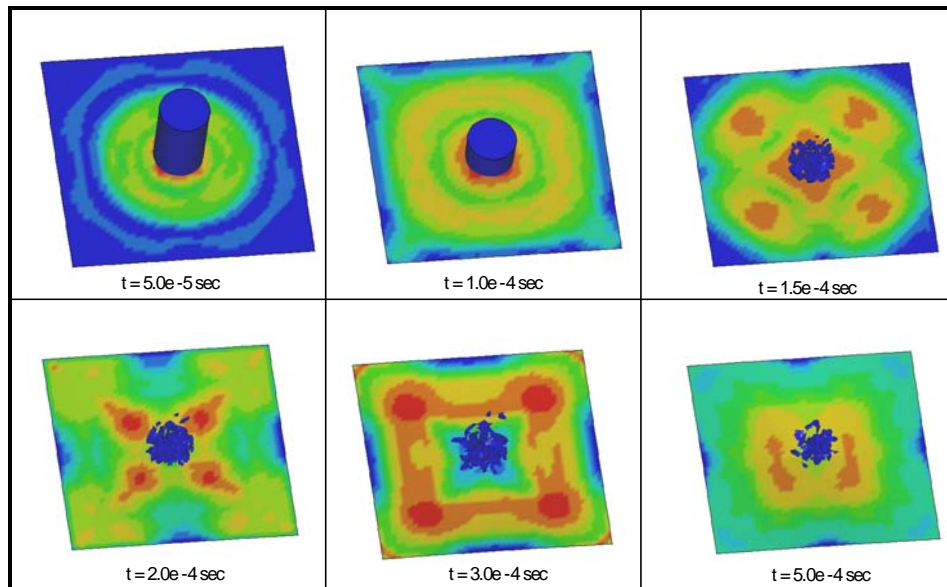 t = 5.0e -5 sec
t = 1.0e -4 sec
t = 1.5e -4 sec
t = 2.0e -4 sec
t = 3.0e -4 sec
t = 5.0e -4 sec